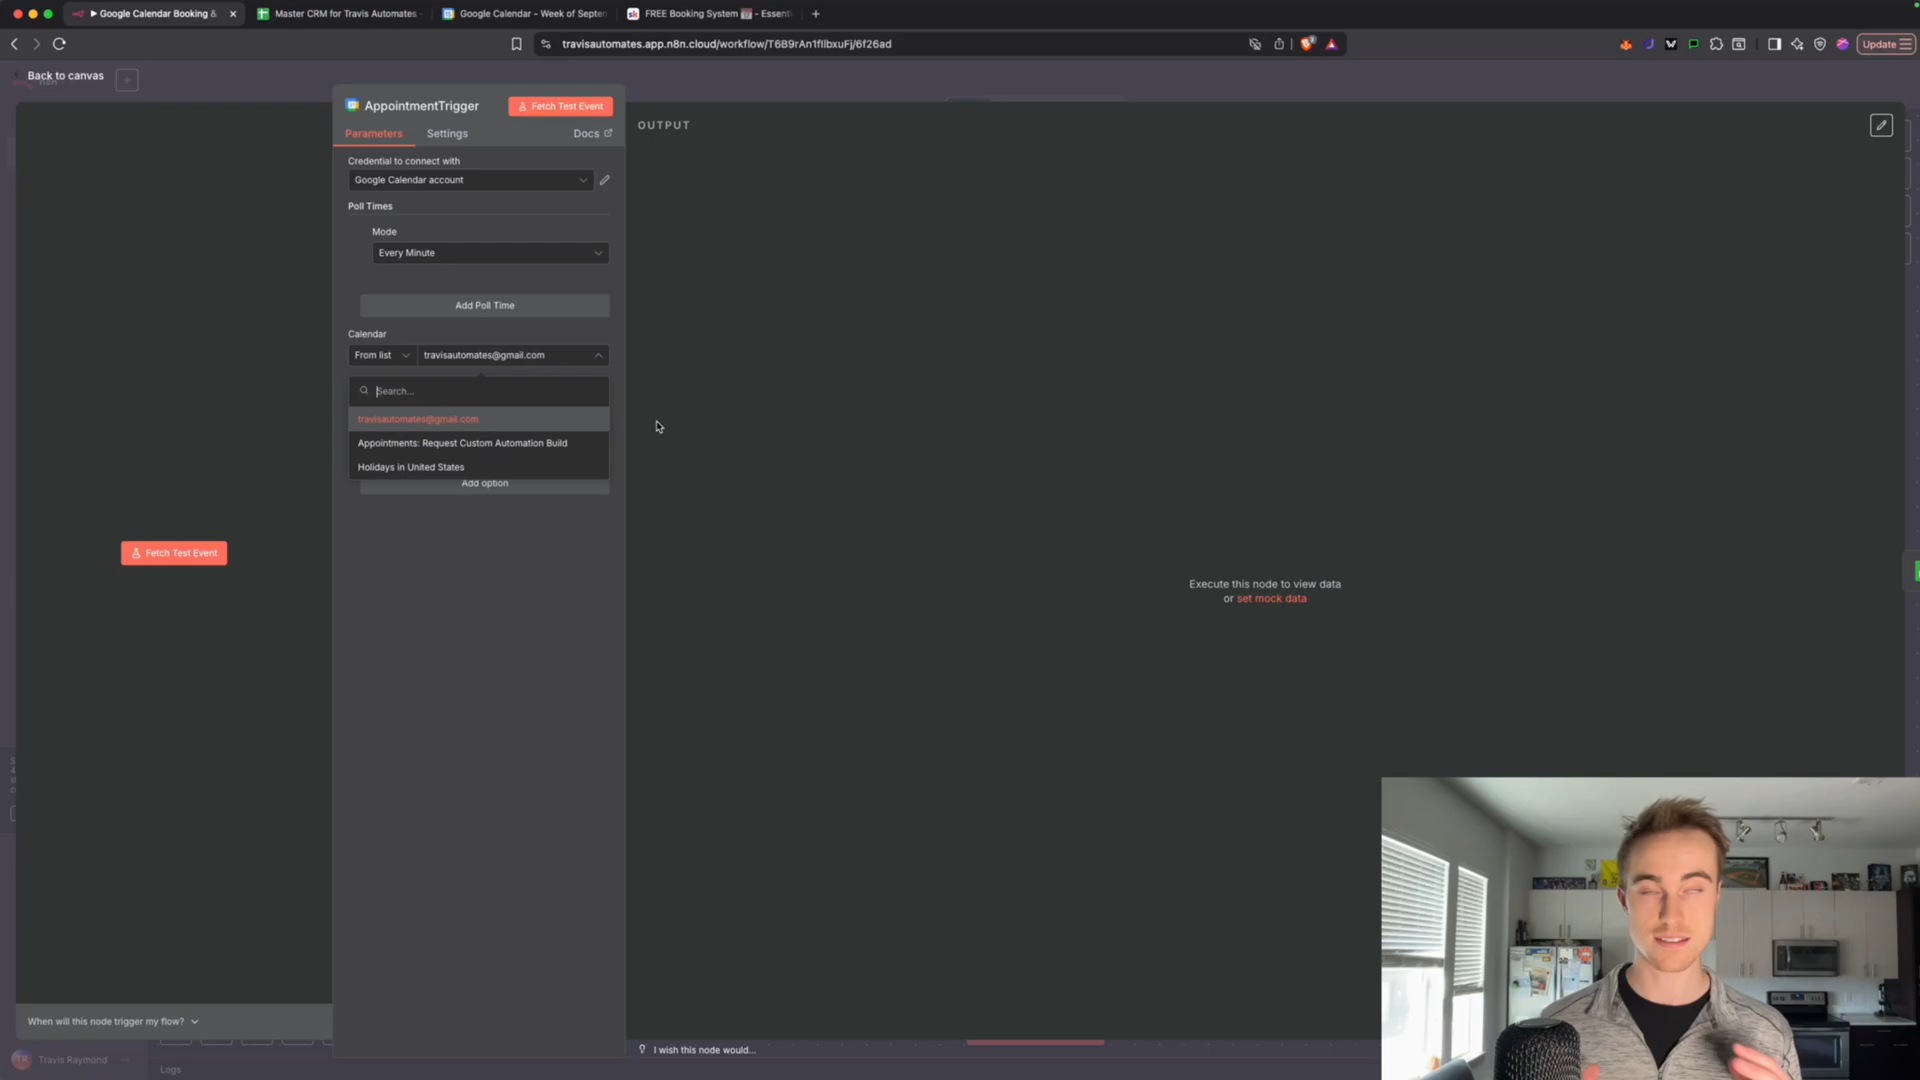 Google Calendar Booking &
Master CRM for Travis Automates
Google Calendar - Week of Septem
FREE Booking System 📅 - Essenti
travisautomates.app.n8n.cloud/workflow/T6B9rAn1fIlbxuFj/6f26ad
Update
Back to canvas
AppointmentTrigger
Fetch Test Event
Parameters
Settings
Docs
Credential to connect with
Google Calendar account
Poll Times
Mode
Every Minute
Add Poll Time
Calendar
From list
travisautomates@gmail.com
Search...
travisautomates@gmail.com
Appointments: Request Custom Automation Build
Holidays in United States
Add option
OUTPUT
Fetch Test Event
Execute this node to view data
or set mock data
When will this node trigger my flow?
I wish this node would...
TR
Travis Raymond
Logs